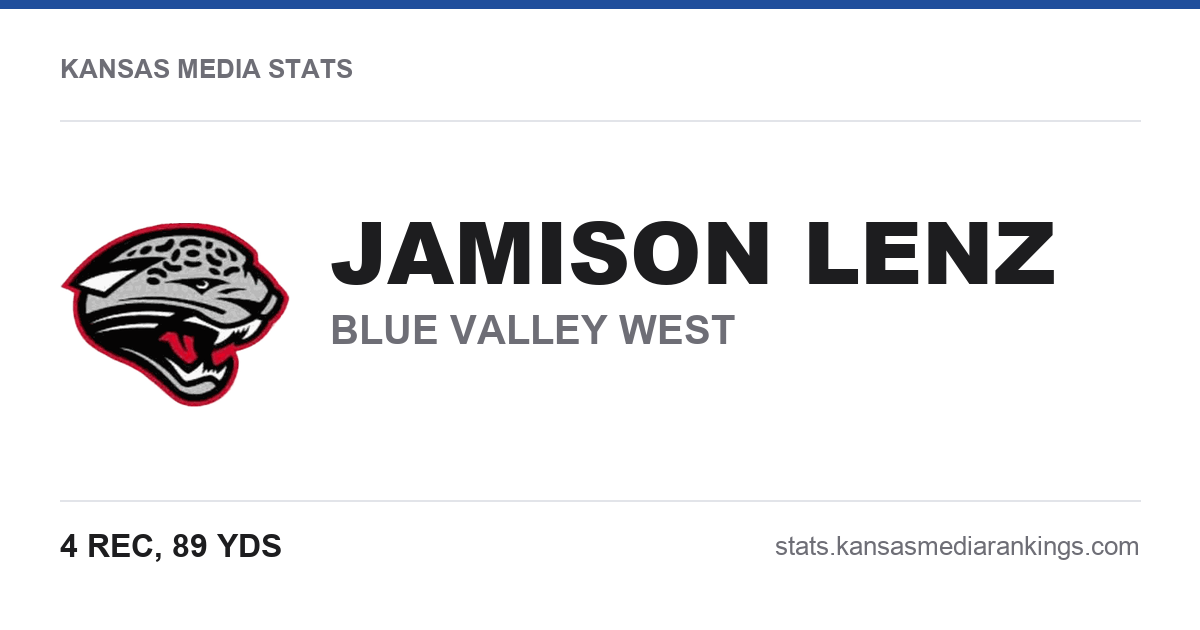 KANSAS MEDIA STATS
JAMISON LENZ
BLUE VALLEY WEST
4 REC, 89 YDS
stats.kansasmediarankings.com